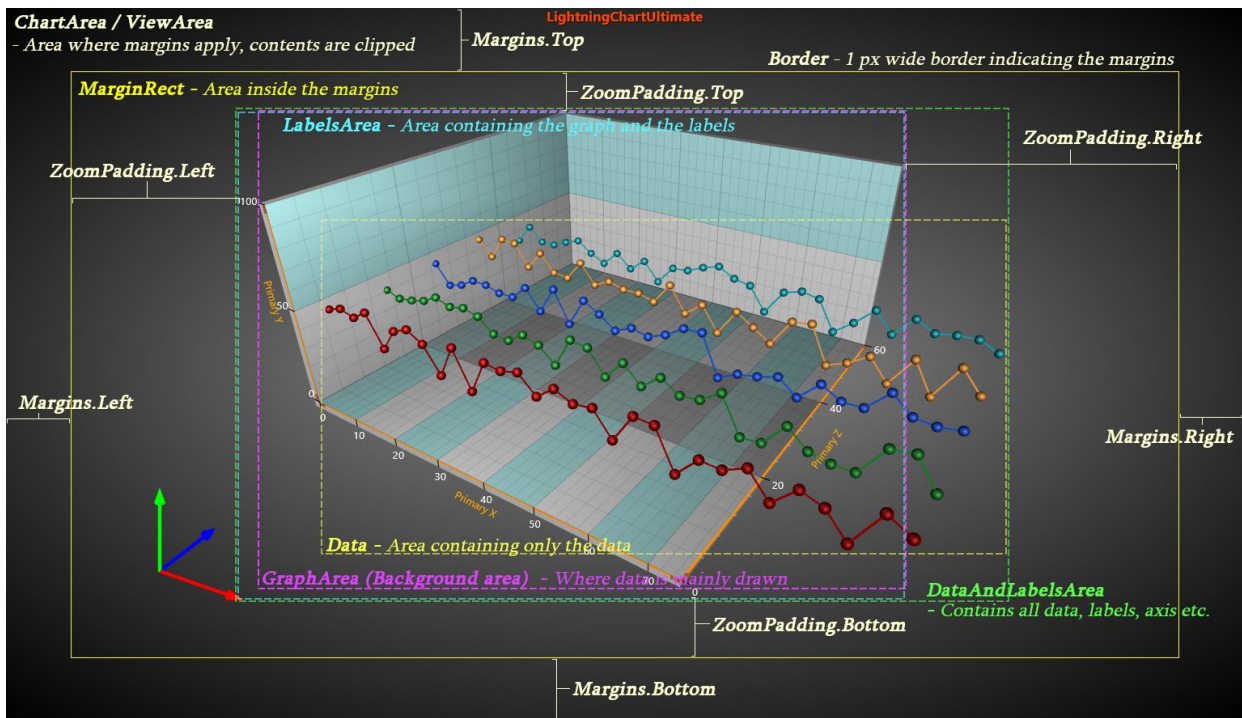 LightningChartUltimate
ChartArea / ViewArea
- Area where margins apply, contents are clipped
Margins.Top
Border - 1 px wide border indicating the margins
MarginRect - Area inside the margins
ZoomPadding.Top
LabelsArea - Area containing the graph and the labels
ZoomPadding.Right
ZoomPadding.Left
100
Primary Y
50
0
Margins.Left
Margins.Right
0
10
20
30
40
50
60
70
Primary X
0
20
40
60
Primary Z
Data - Area containing only the data
GraphArea (Background area) - Where data is mainly drawn
DataAndLabelsArea
- Contains all data, labels, axis etc.
ZoomPadding.Bottom
Margins.Bottom